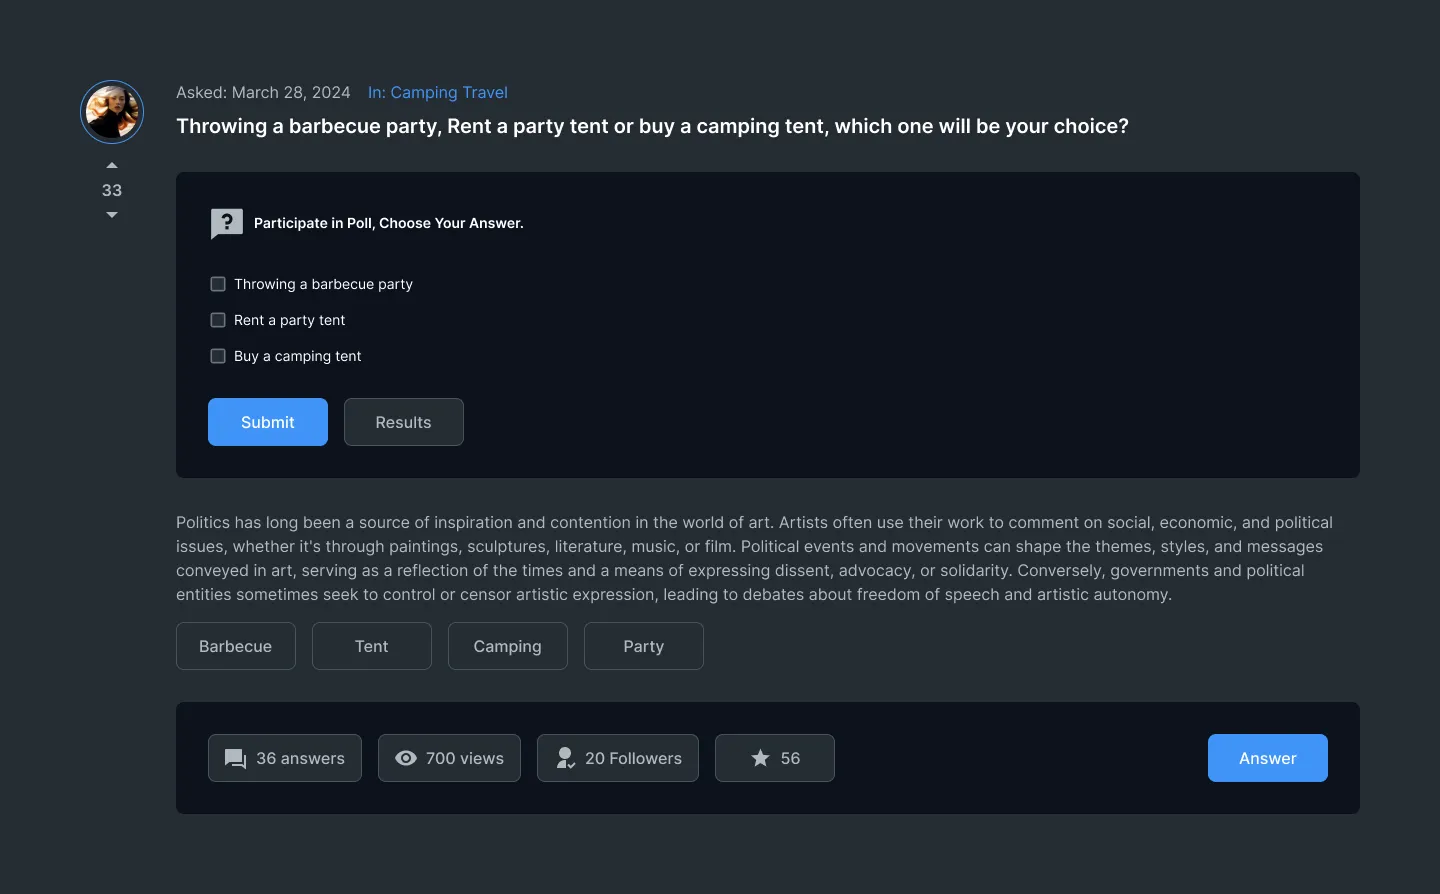 Asked: March 28, 2024 In: Camping Travel
Throwing a barbecue party, Rent a party tent or buy a camping tent, which one will be your choice?
33
Participate in Poll, Choose Your Answer.
Throwing a barbecue party
Rent a party tent
Buy a camping tent
Submit Results
Politics has long been a source of inspiration and contention in the world of art. Artists often use their work to comment on social, economic, and political
issues, whether it's through paintings, sculptures, literature, music, or film. Political events and movements can shape the themes, styles, and messages
conveyed in art, serving as a reflection of the times and a means of expressing dissent, advocacy, or solidarity. Conversely, governments and political
entities sometimes seek to control or censor artistic expression, leading to debates about freedom of speech and artistic autonomy.
Barbecue Tent Camping Party
36 answers 700 views 20 Followers 56 Answer